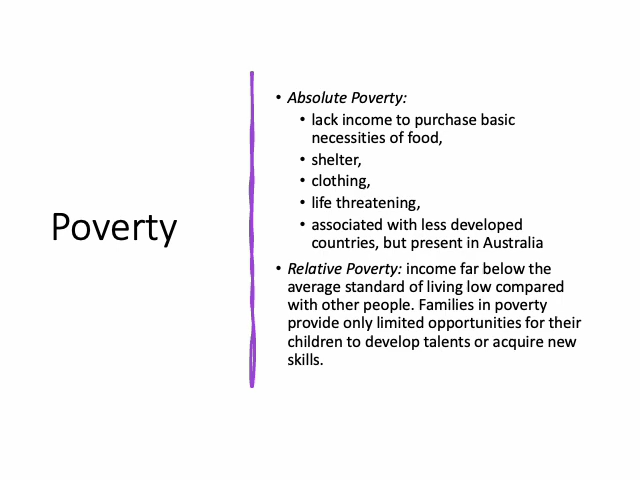 Poverty
• Absolute Poverty:
• lack income to purchase basic
necessities of food,
• shelter,
• clothing,
• life threatening,
• associated with less developed
countries, but present in Australia
• Relative Poverty: income far below the
average standard of living low compared
with other people. Families in poverty
provide only limited opportunities for their
children to develop talents or acquire new
skills.